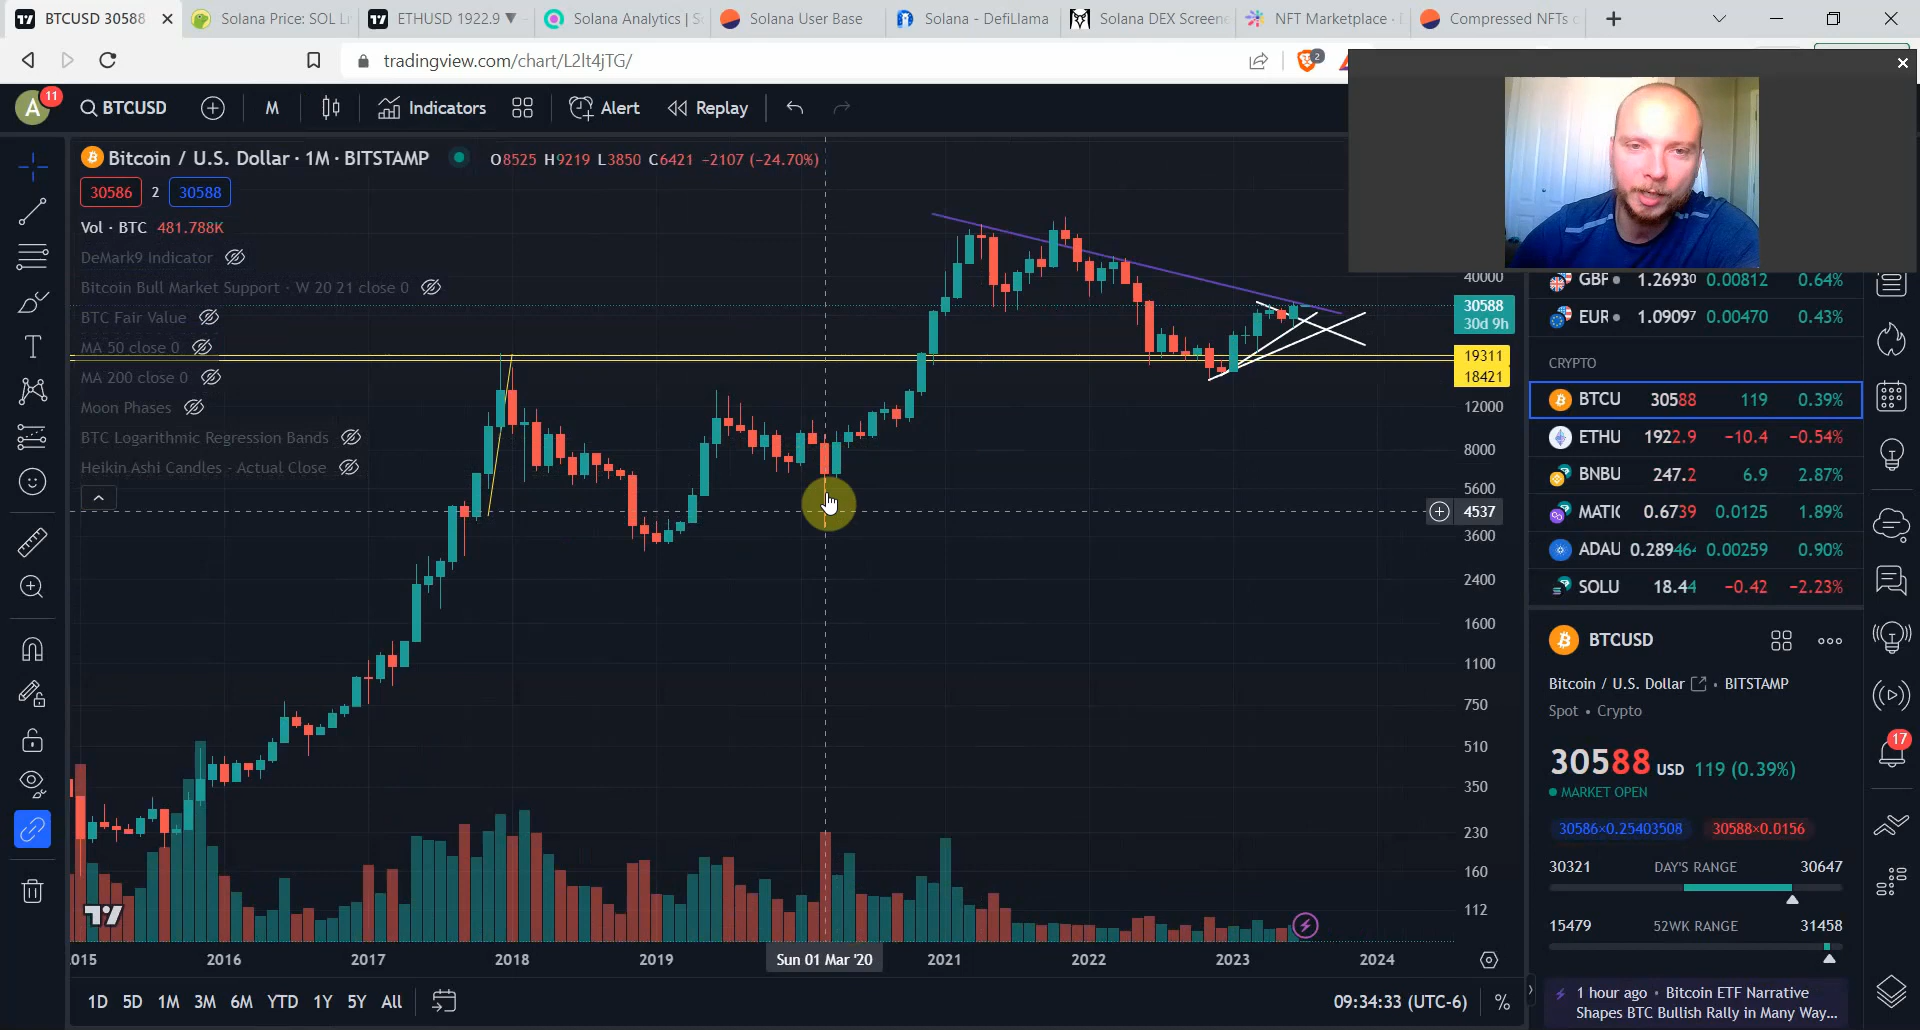 BTCUSD 30588
Solana Price: SOL Li
ETHUSD 1922.9 ▼
Solana Analytics | S
Solana User Base
Solana - DefiLlama
Solana DEX Screene
NFT Marketplace ·
Compressed NFTs
tradingview.com/chart/L2lt4jTG/
2
A
11
BTCUSD
M
Indicators
Alert
Replay
Bitcoin / U.S. Dollar · 1M · BITSTAMP
O8525 H9219 L3850 C6421 −2107 (−24.70%)
30586
2
30588
Vol · BTC 481.788K
DeMark9 Indicator
Bitcoin Bull Market Support - W 20 21 close 0
BTC Fair Value
MA 50 close 0
MA 200 close 0
Moon Phases
BTC Logarithmic Regression Bands
Heikin Ashi Candles - Actual Close
40000
30588
30d 9h
19311
18421
12000
8000
5600
4537
3600
2400
1600
1100
750
510
350
230
160
112
015
2016
2017
2018
2019
Sun 01 Mar '20
2021
2022
2023
2024
1D 5D 1M 3M 6M YTD 1Y 5Y All
09:34:33 (UTC-6)
%
GBP 1.26930 0.00812 0.64%
EUR 1.09097 0.00470 0.43%
CRYPTO
BTCU 30588 119 0.39%
ETHU 1922.9 −10.4 −0.54%
BNBU 247.2 6.9 2.87%
MATIC 0.6739 0.0125 1.89%
ADAU 0.289464 0.00259 0.90%
SOLU 18.44 −0.42 −2.23%
BTCUSD
Bitcoin / U.S. Dollar · BITSTAMP
Spot • Crypto
30588 USD 119 (0.39%)
MARKET OPEN
30586×0.25403508
30588×0.0156
30321 DAY'S RANGE 30647
15479 52WK RANGE 31458
1 hour ago • Bitcoin ETF Narrative
Shapes BTC Bullish Rally in Many Way...
17